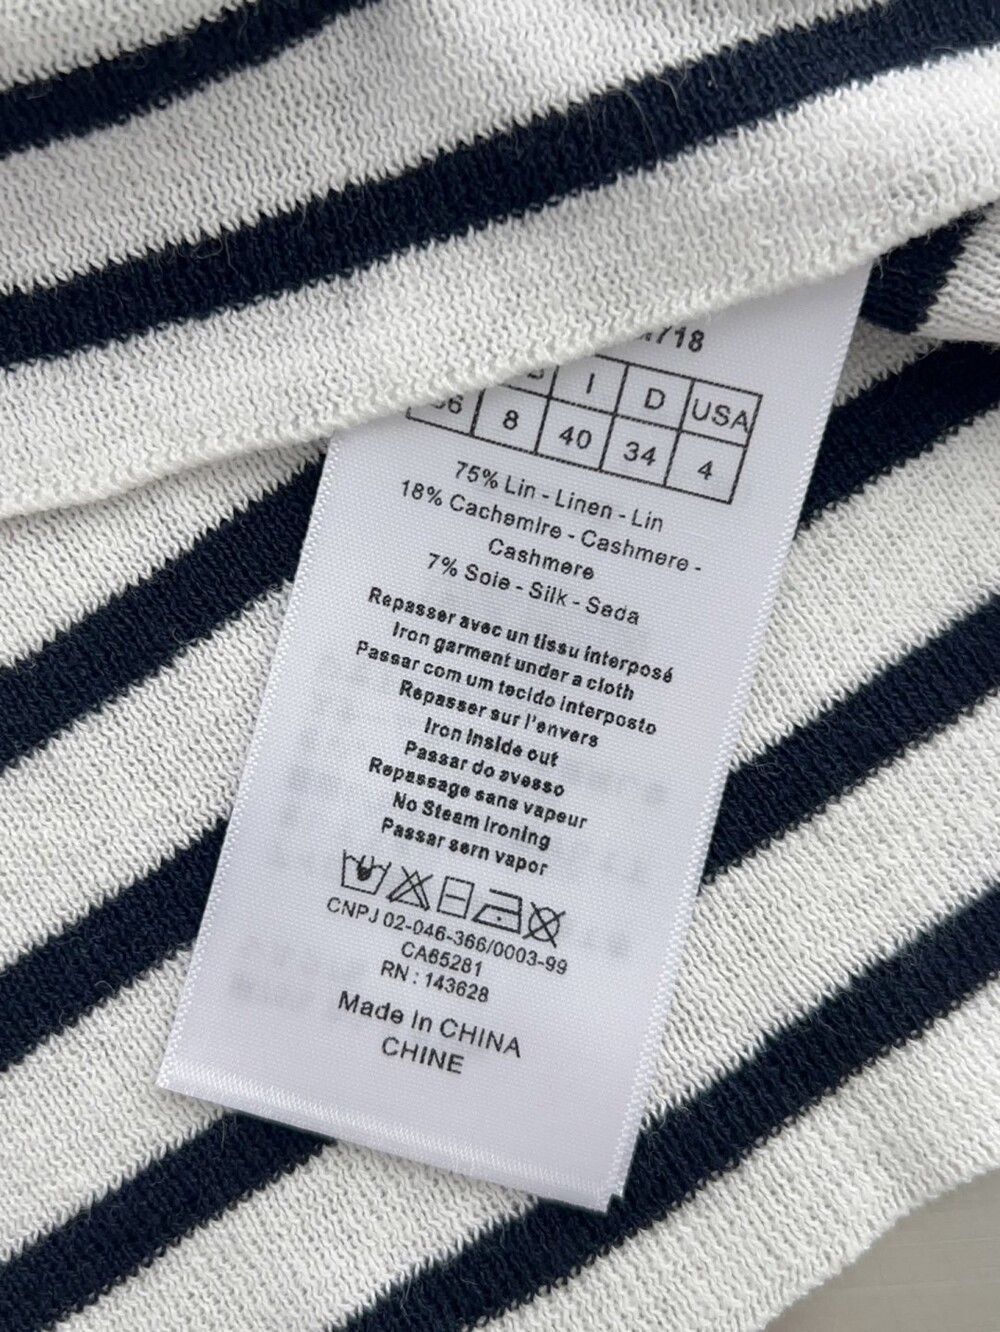 718
I D USA
8 40 34 4
75% Lin - Linen - Lin
18% Cachemire - Cashmere -
Cashmere
7% Soie - Silk - Seda
Repasser avec un tissu interposé
Iron garment under a cloth
Passar com um tecido interposto
Repasser sur l'envers
Iron Inside out
Passar do avesso
Repassage sans vapeur
No Steam Ironing
Passar sem vapor
CNPJ 02-046-366/0003-99
CA65281
RN : 143628
Made In CHINA
CHINE